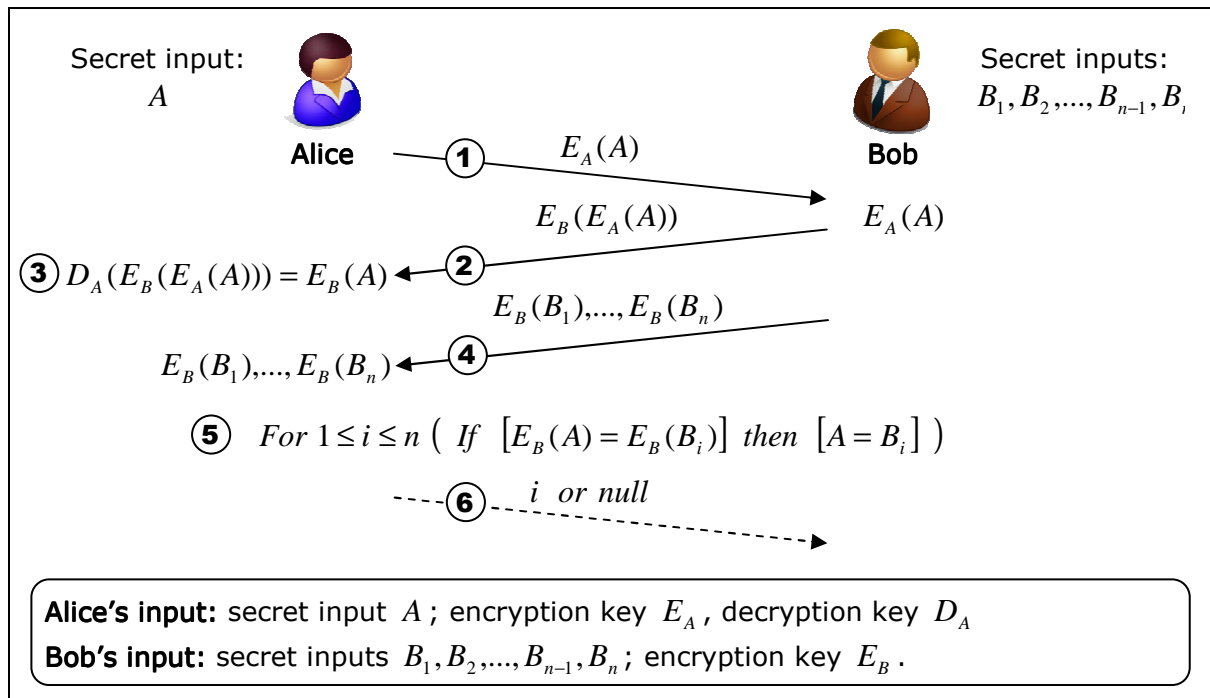 Secret input:
A
Alice
Bob
Secret inputs:
B_1, B_2, ..., B_{n-1}, B_n
1 E_A(A)
E_A(A)
2 E_B(E_A(A))
3 D_A(E_B(E_A(A))) = E_B(A)
E_B(B_1),..., E_B(B_n)
4
E_B(B_1),..., E_B(B_n)
5 For 1 ≤ i ≤ n ( If [E_B(A) = E_B(B_i)] then [A = B_i] )
6 i or null
Alice's input: secret input A ; encryption key E_A , decryption key D_A
Bob's input: secret inputs B_1, B_2, ..., B_{n-1}, B_n ; encryption key E_B .